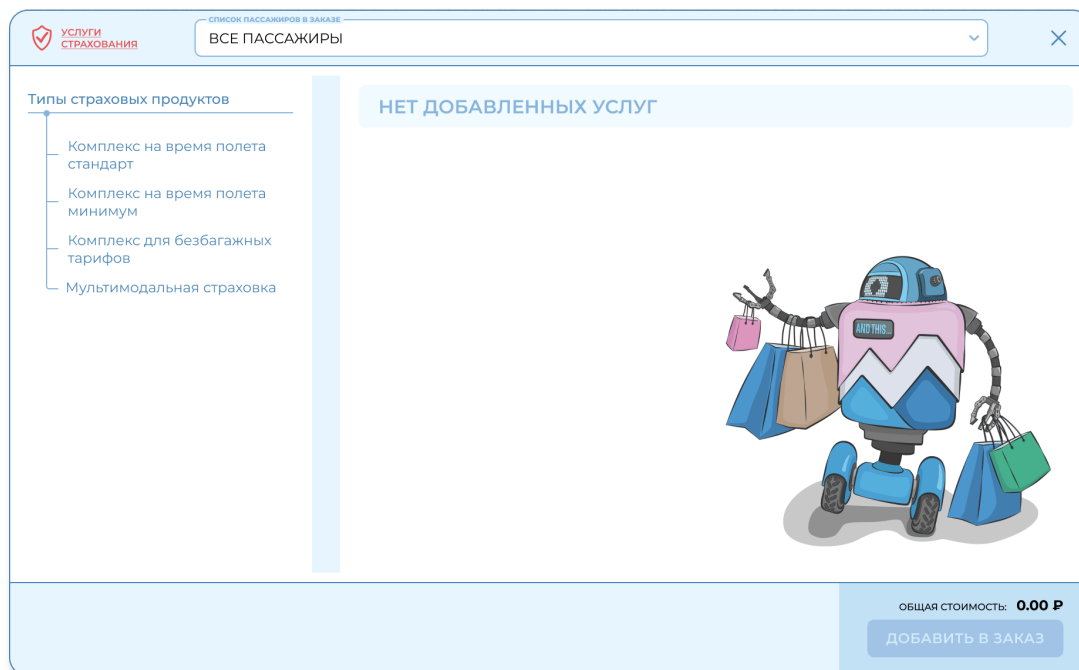 УСЛУГИ
СТРАХОВАНИЯ
СПИСОК ПАССАЖИРОВ В ЗАКАЗЕ
ВСЕ ПАССАЖИРЫ
Типы страховых продуктов
Комплекс на время полета
стандарт
Комплекс на время полета
минимум
Комплекс для безбагажных
тарифов
Мультимодальная страховка
НЕТ ДОБАВЛЕННЫХ УСЛУГ
AND THIS...
ОБЩАЯ СТОИМОСТЬ: 0.00 ₽
ДОБАВИТЬ В ЗАКАЗ